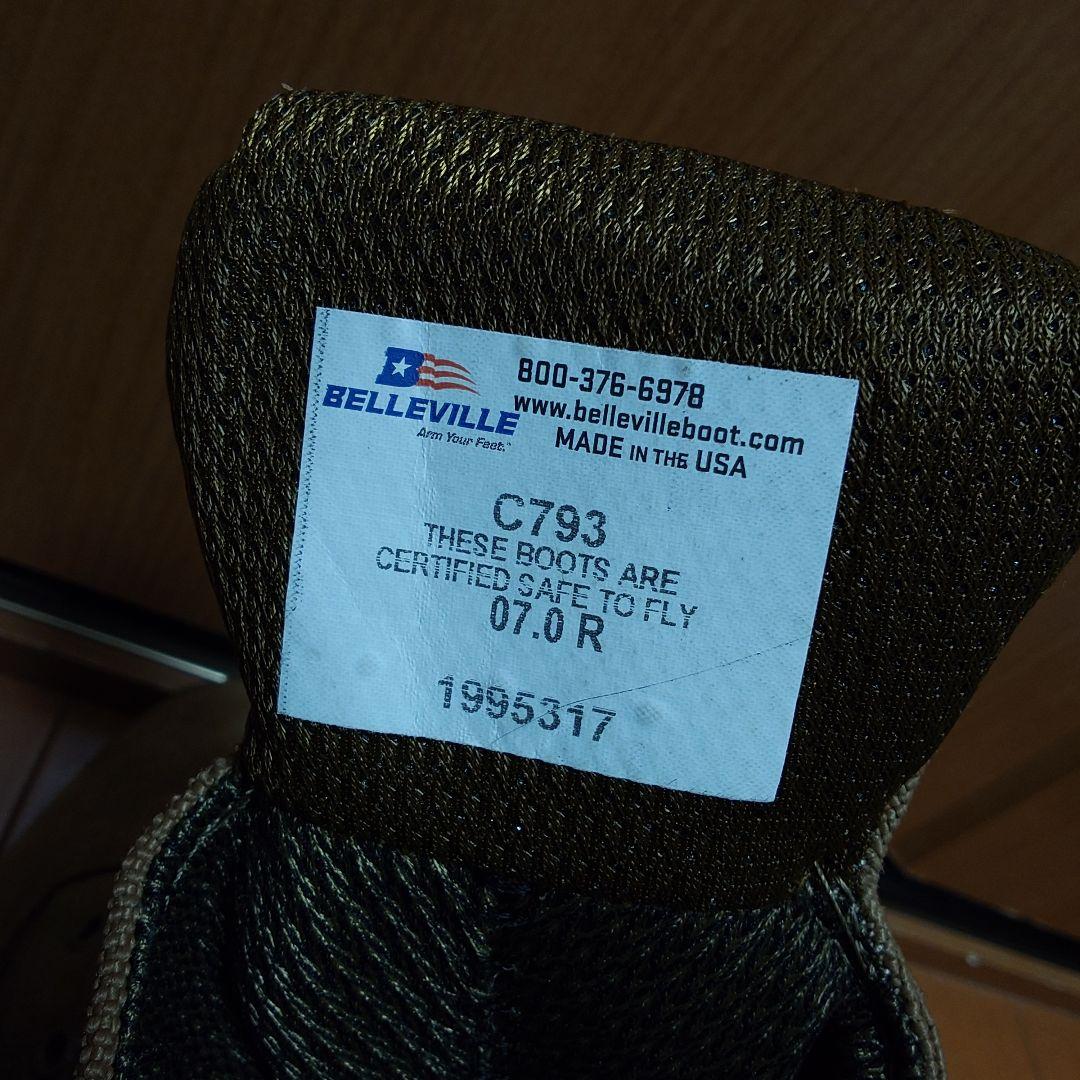 B
BELLEVILLE
Arm Your Feet.™
800-376-6978
www.bellevilleboot.com
MADE IN THE USA
C793
THESE BOOTS ARE
CERTIFIED SAFE TO FLY
07.0 R
1995317